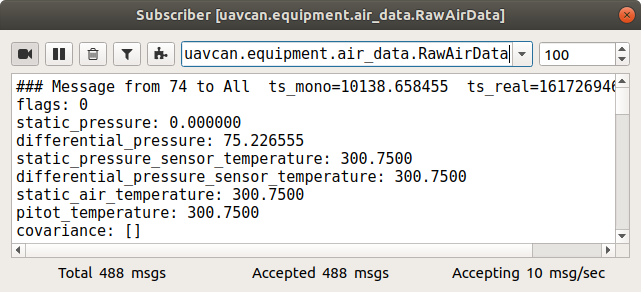 Subscriber [uavcan.equipment.air_data.RawAirData]
uavcan.equipment.air_data.RawAirData 100
### Message from 74 to All  ts_mono=10138.658455  ts_real=161726946
flags: 0
static_pressure: 0.000000
differential_pressure: 75.226555
static_pressure_sensor_temperature: 300.7500
differential_pressure_sensor_temperature: 300.7500
static_air_temperature: 300.7500
pitot_temperature: 300.7500
covariance: []
Total 488 msgs Accepted 488 msgs Accepting 10 msg/sec